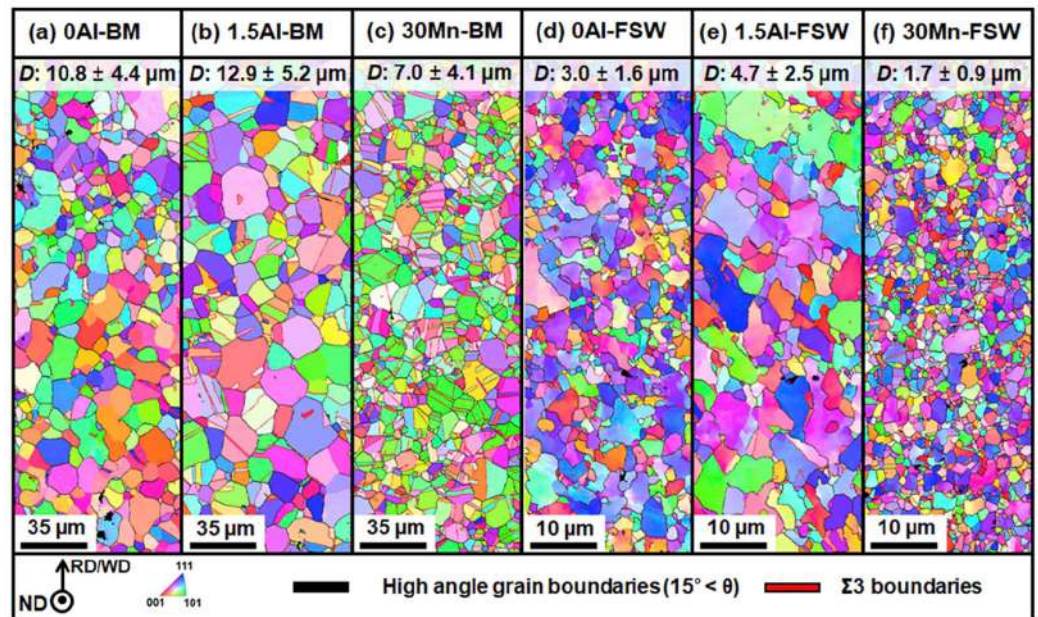 (a) 0Al-BM
(b) 1.5Al-BM
(c) 30Mn-BM
(d) 0Al-FSW
(e) 1.5Al-FSW
(f) 30Mn-FSW
D: 10.8 ± 4.4 μm
D: 12.9 ± 5.2 μm
D: 7.0 ± 4.1 μm
D: 3.0 ± 1.6 μm
D: 4.7 ± 2.5 μm
D: 1.7 ± 0.9 μm
35 μm
35 μm
35 μm
10 μm
10 μm
10 μm
RD/WD
ND
111
001
101
High angle grain boundaries (15° < θ)
Σ3 boundaries